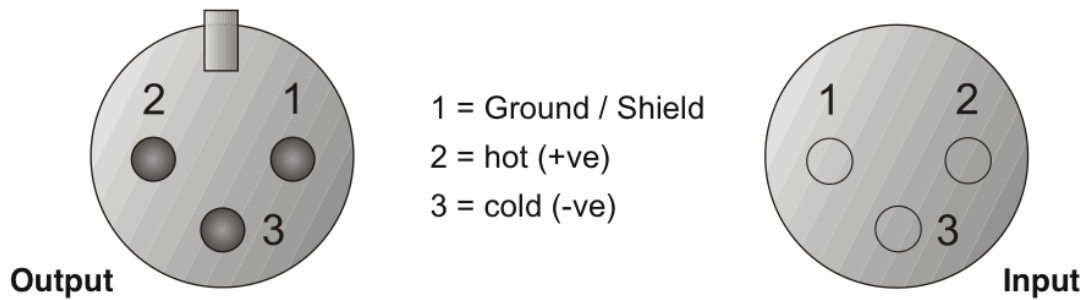 2 1
3
Output
1 = Ground / Shield
2 = hot (+ve)
3 = cold (-ve)
1 2
3
Input